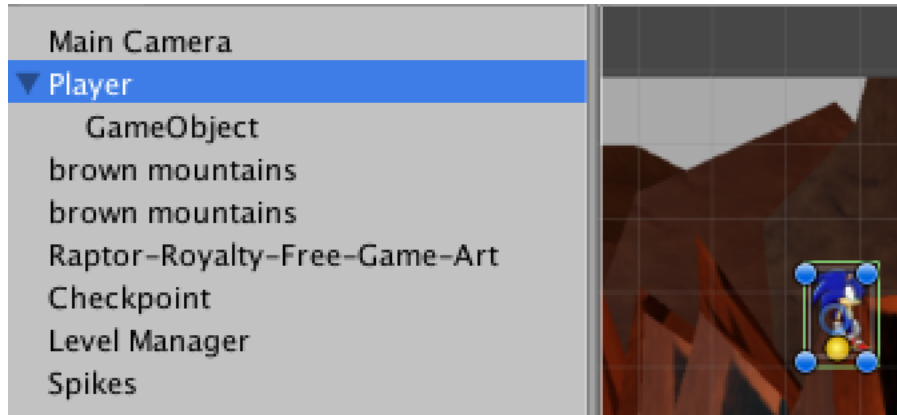 Main Camera
Player
GameObject
brown mountains
brown mountains
Raptor-Royalty-Free-Game-Art
Checkpoint
Level Manager
Spikes